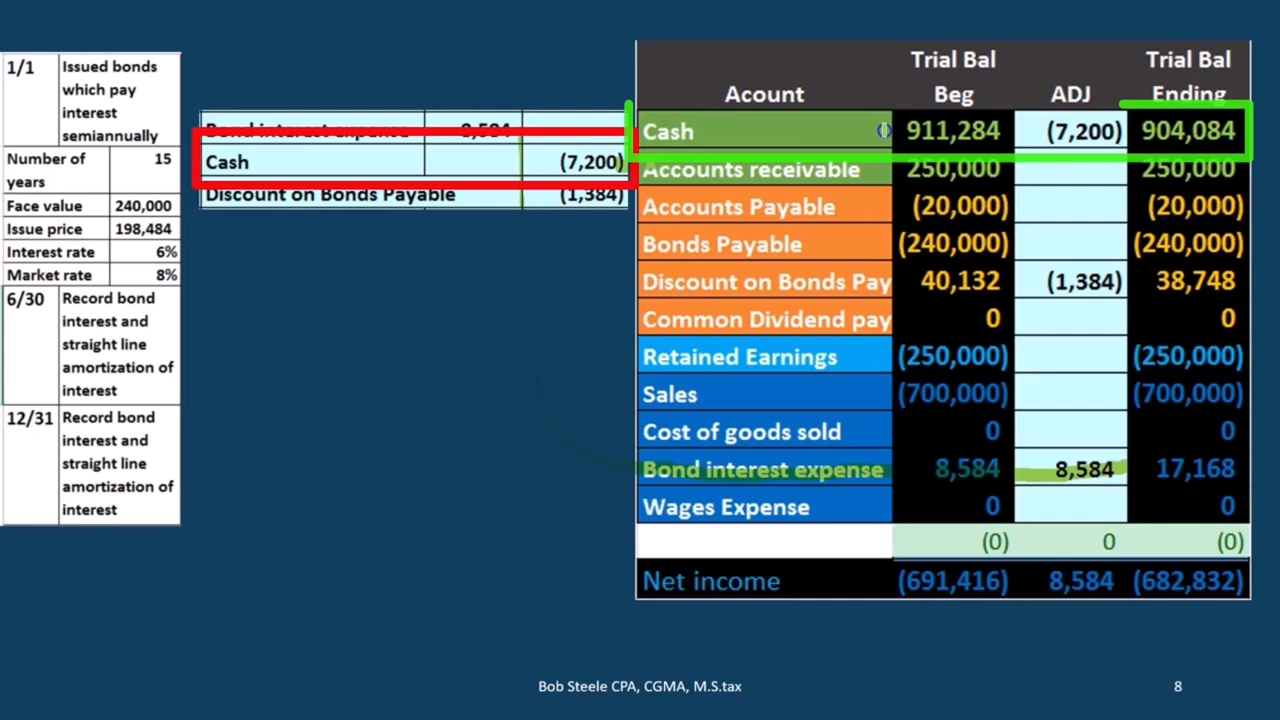 1/1 Issued bonds
which pay
interest
semiannually
Number of 15
years
Face value 240,000
Issue price 198,484
Interest rate 6%
Market rate 8%
6/30 Record bond
interest and
straight line
amortization of
interest
12/31 Record bond
interest and
straight line
amortization of
interest
Bond interest expense 8,584
Cash (7,200)
Discount on Bonds Payable (1,384)
Trial Bal Trial Bal
Acount Beg ADJ Ending
Cash 911,284 (7,200) 904,084
Accounts receivable 250,000 250,000
Accounts Payable (20,000) (20,000)
Bonds Payable (240,000) (240,000)
Discount on Bonds Pay 40,132 (1,384) 38,748
Common Dividend pay 0 0
Retained Earnings (250,000) (250,000)
Sales (700,000) (700,000)
Cost of goods sold 0 0
Bond interest expense 8,584 8,584 17,168
Wages Expense 0 0
(0) 0 (0)
Net income (691,416) 8,584 (682,832)
Bob Steele CPA, CGMA, M.S.tax 8